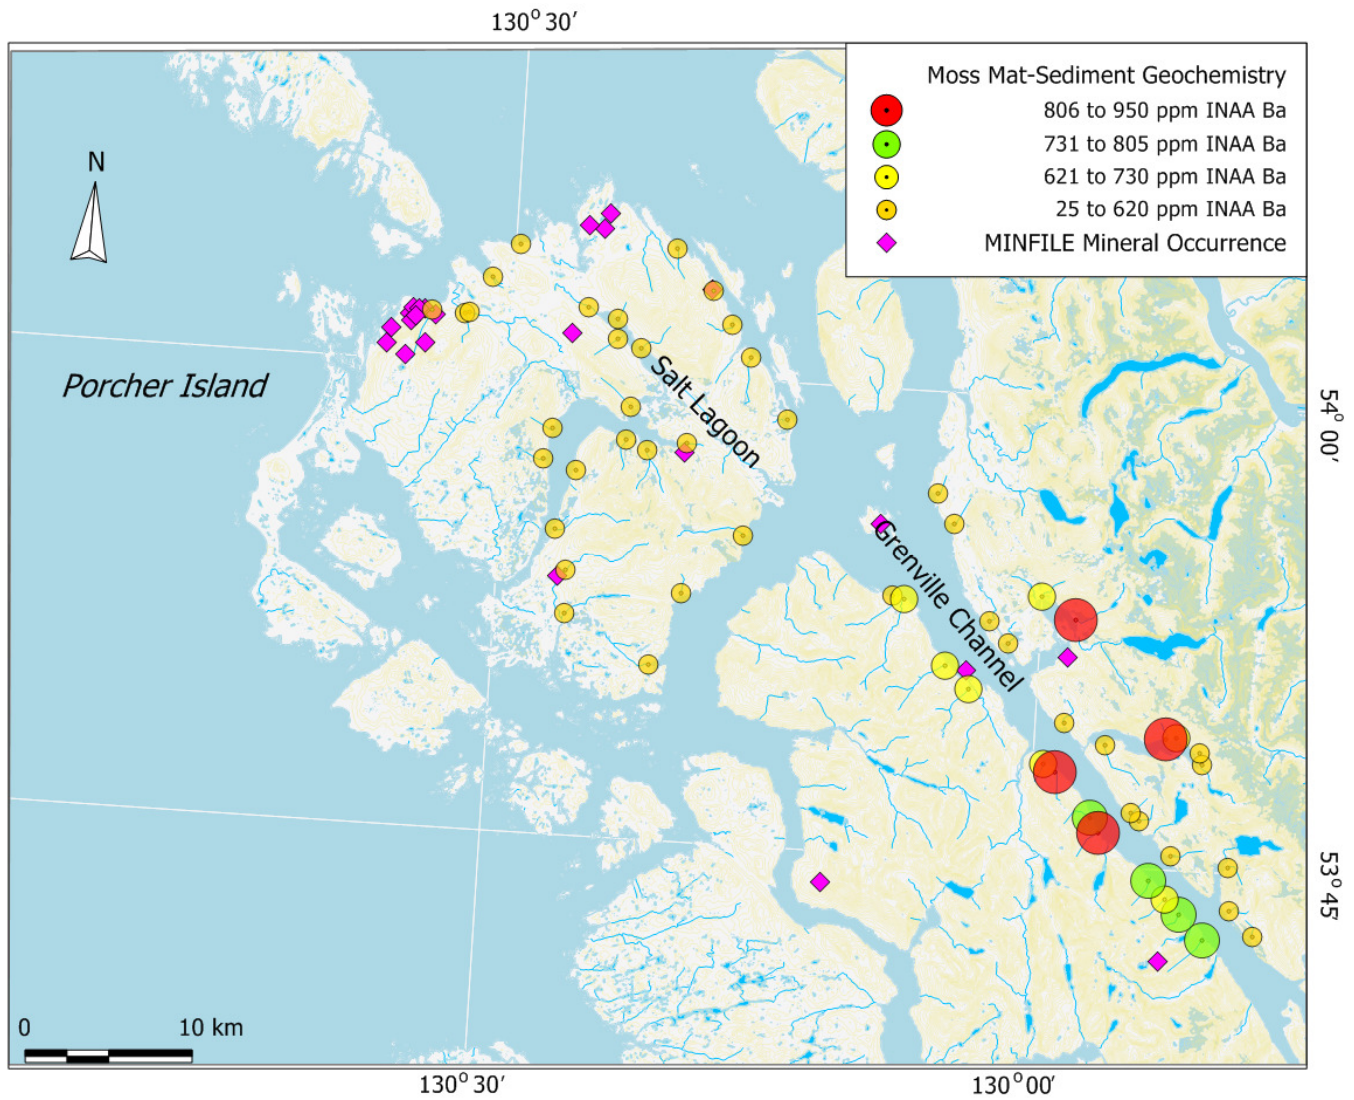 130° 30'
Moss Mat-Sediment Geochemistry
806 to 950 ppm INAA Ba
731 to 805 ppm INAA Ba
621 to 730 ppm INAA Ba
25 to 620 ppm INAA Ba
MINFILE Mineral Occurrence
N
Porcher Island
Salt Lagoon
54° 00'
Grenville Channel
53° 45'
0 10 km
130° 30'
130° 00'